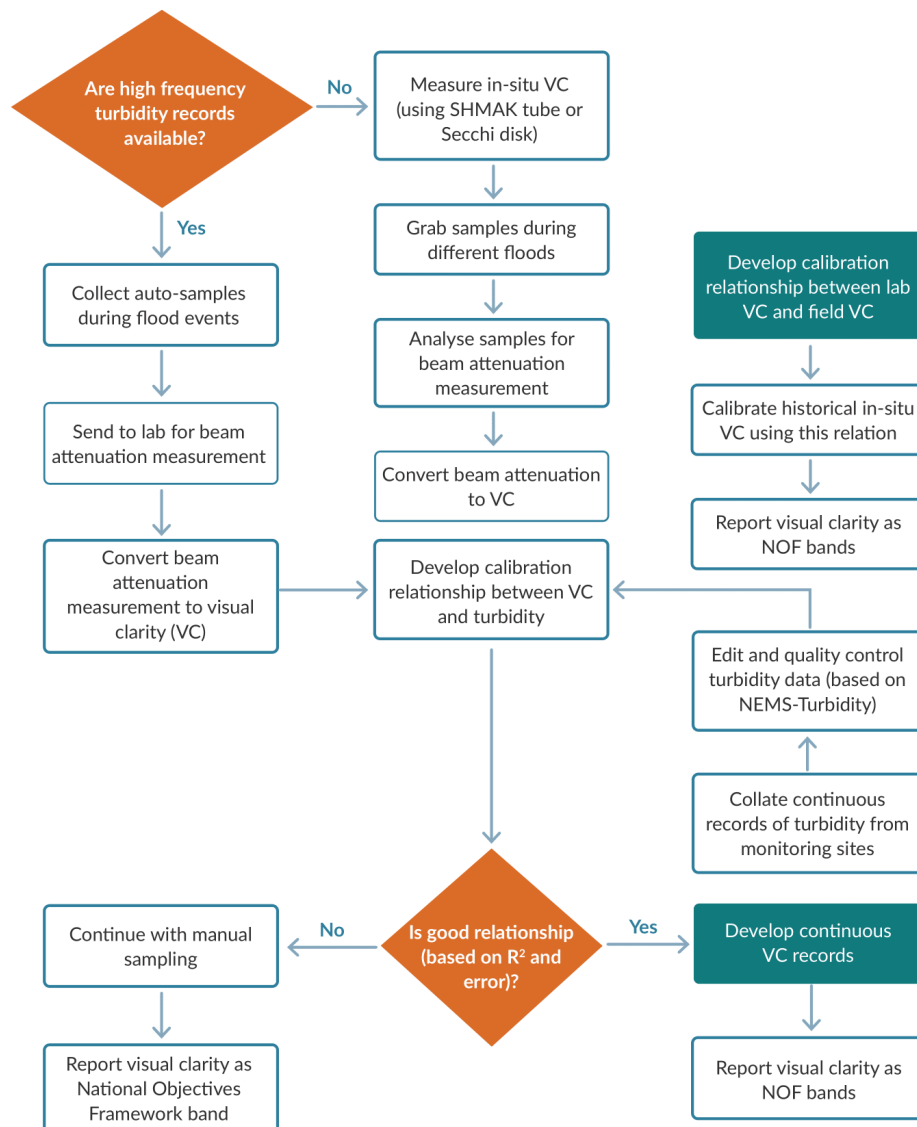 Are high frequency
turbidity records
available?
No
Measure in-situ VC
(using SHMAK tube or
Secchi disk)
Yes
Grab samples during
different floods
Collect auto-samples
during flood events
Analyse samples for
beam attenuation
measurement
Send to lab for beam
attenuation measurement
Convert beam attenuation
to VC
Convert beam
attenuation
measurement to visual
clarity (VC)
Develop calibration
relationship between VC
and turbidity
Develop calibration
relationship between lab
VC and field VC
Calibrate historical in-situ
VC using this relation
Report visual clarity as
NOF bands
Edit and quality control
turbidity data (based on
NEMS-Turbidity)
Collate continuous
records of turbidity from
monitoring sites
Is good relationship
(based on R² and
error)?
No
Continue with manual
sampling
Report visual clarity as
National Objectives
Framework band
Yes
Develop continuous
VC records
Report visual clarity as
NOF bands